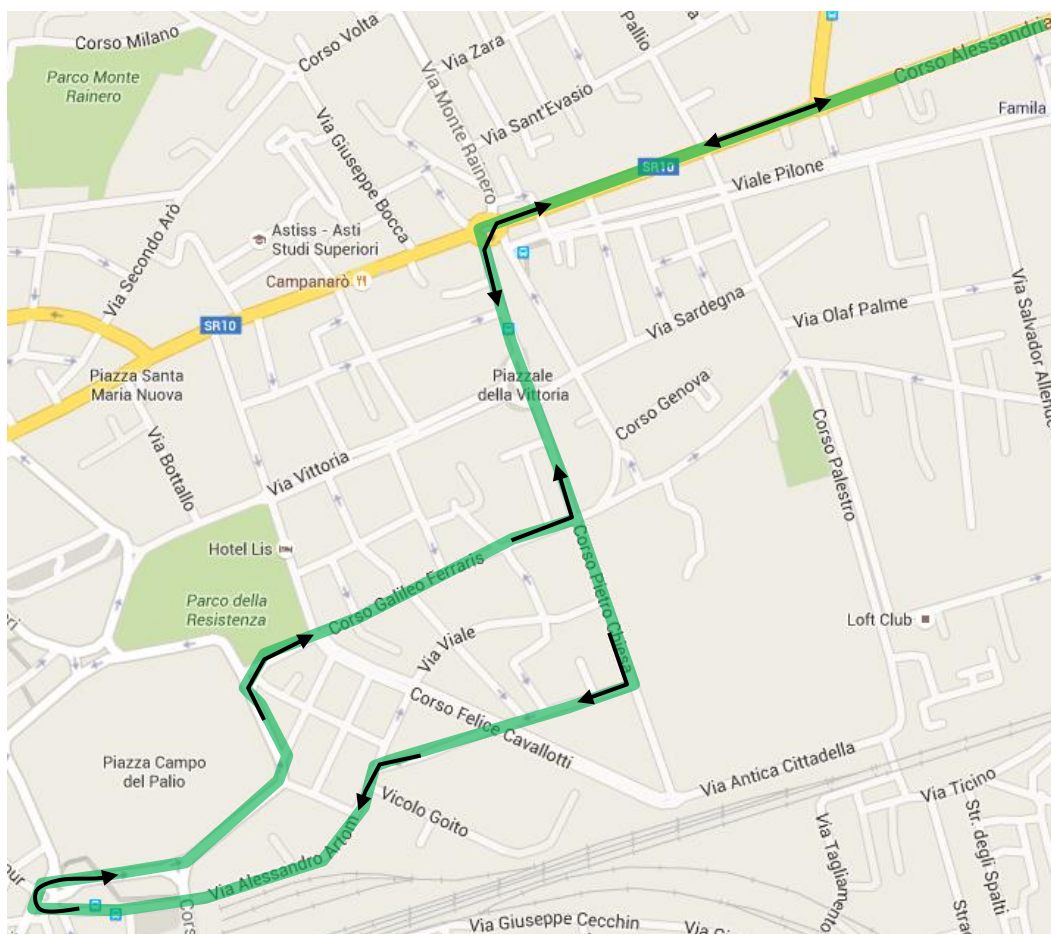 Corso Milano
Corso Volta
Pallio
Via Zara
Corso Alessandria
Parco Monte
Rainero
Via Monte Rainero
Via Sant'Evasio
Famila
Via Giuseppe Bocca
SR10
Viale Pilone
Via Secondo Arò
Astiss - Asti
Studi Superiori
Campanarò
Via Sardegna
Via Olaf Palme
Via Salvador Allende
SR10
Piazza Santa
Maria Nuova
Piazzale
della Vittoria
Corso Genova
Via Bottallo
Via Vittoria
Corso Palestro
Hotel Lis
Corso Galileo Ferraris
Corso Pietro Chiesa
Parco della
Resistenza
Loft Club
Via Viale
Corso Felice Cavallotti
Piazza Campo
del Palio
Via Antica Cittadella
Via Ticino
Vicolo Goito
Via Alessandro Artom
Via Tagliamento
Str. degli Spalti
our
Cors
Via Giuseppe Cecchin
Strad